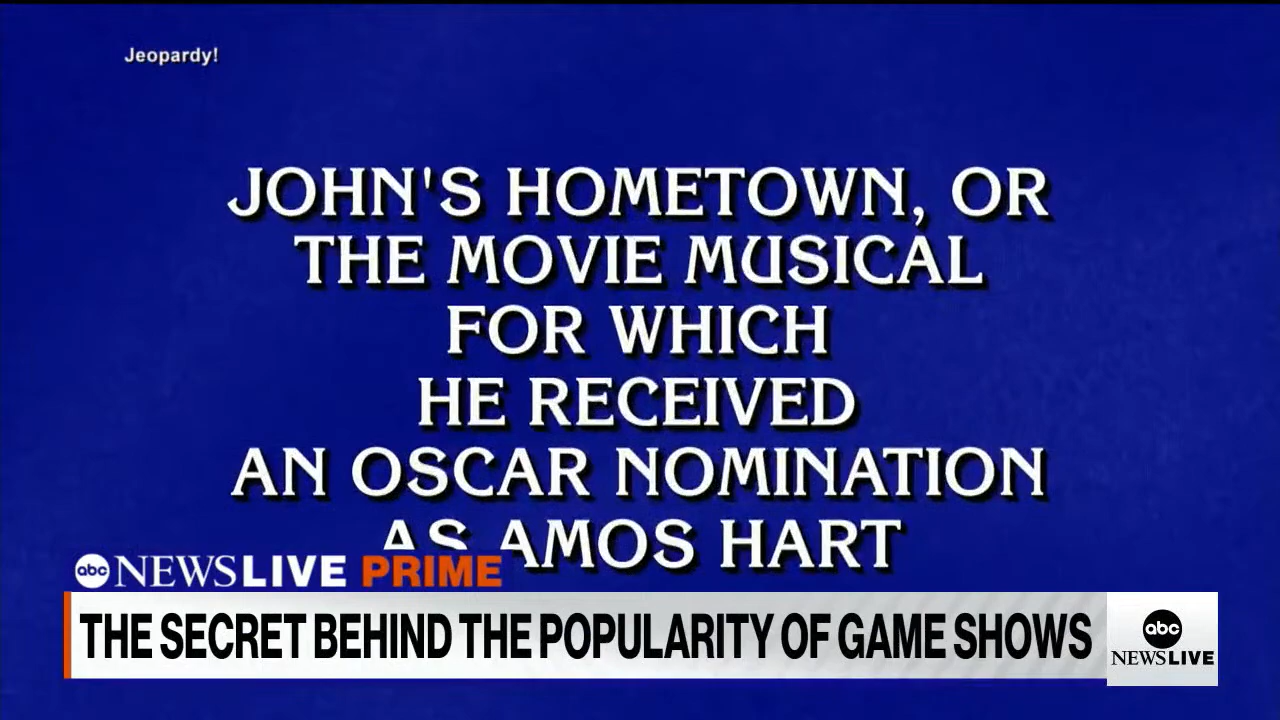 Jeopardy!
JOHN'S HOMETOWN, OR
THE MOVIE MUSICAL
FOR WHICH
HE RECEIVED
AN OSCAR NOMINATION
AS AMOS HART
abc NEWS LIVE PRIME
THE SECRET BEHIND THE POPULARITY OF GAME SHOWS
abc
NEWS LIVE